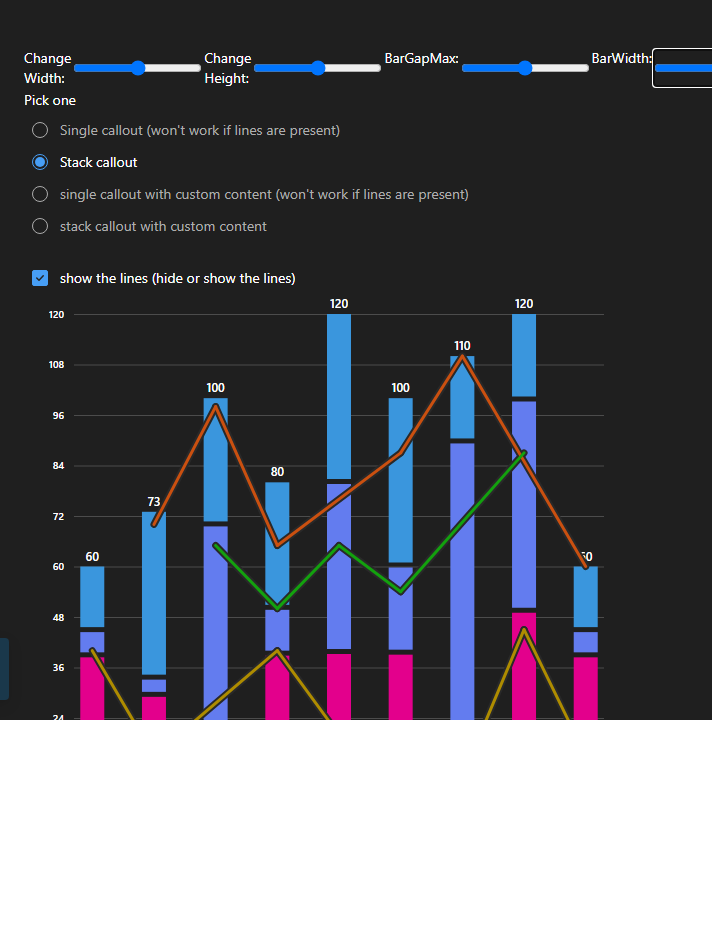 Change Width:
Change Height:
BarGapMax:
BarWidth:
Pick one
Single callout (won't work if lines are present)
Stack callout
single callout with custom content (won't work if lines are present)
stack callout with custom content
show the lines (hide or show the lines)
120 120
120
108
110
100 100
96
84
80
73
72
60
60
48
36
24